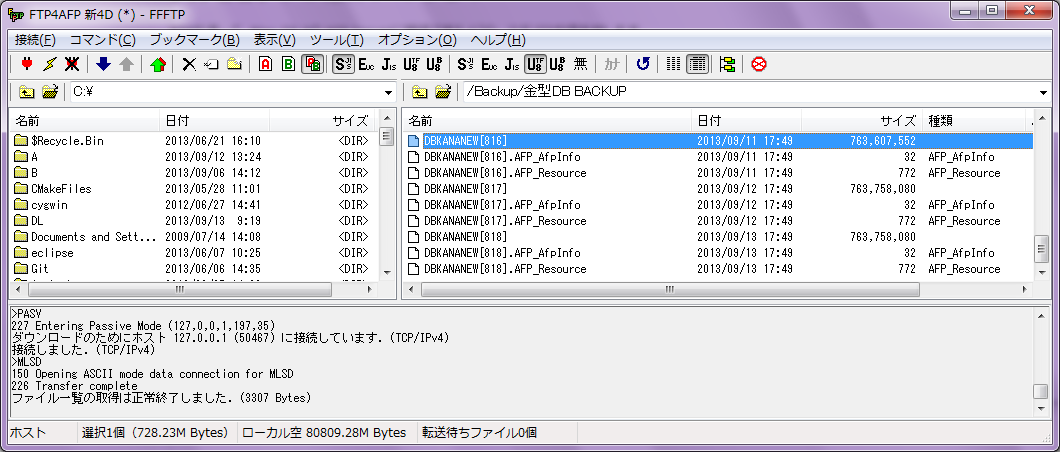 FTP4AFP 新4D (*) - FFFTP
接続(F) コマンド(C) ブックマーク(B) 表示(V) ツール(T) オプション(O) ヘルプ(H)
A B A B S-JIS EUC JIS UTF8 UTF8B S-JIS EUC JIS UTF8 UTF8B 無 カナ
C:¥ /Backup/金型DB BACKUP
名前 日付 サイズ
$Recycle.Bin 2013/06/21 16:10 <DIR>
A 2013/09/12 13:24 <DIR>
B 2013/09/06 14:12 <DIR>
CMakeFiles 2013/05/28 11:01 <DIR>
cygwin 2012/06/27 14:41 <DIR>
DL 2013/09/13 9:19 <DIR>
Documents and Sett... 2009/07/14 14:08 <DIR>
eclipse 2013/06/07 10:25 <DIR>
Git 2013/06/06 14:35 <DIR>
名前 日付 サイズ 種類
DBKANANEW[816] 2013/09/11 17:49 763,607,552
DBKANANEW[816].AFP_AfpInfo 2013/09/11 17:49 32 AFP_AfpInfo
DBKANANEW[816].AFP_Resource 2013/09/11 17:49 772 AFP_Resource
DBKANANEW[817] 2013/09/12 17:49 763,758,080
DBKANANEW[817].AFP_AfpInfo 2013/09/12 17:49 32 AFP_AfpInfo
DBKANANEW[817].AFP_Resource 2013/09/12 17:49 772 AFP_Resource
DBKANANEW[818] 2013/09/13 17:49 763,758,080
DBKANANEW[818].AFP_AfpInfo 2013/09/13 17:49 32 AFP_AfpInfo
DBKANANEW[818].AFP_Resource 2013/09/13 17:49 772 AFP_Resource
>PASV
227 Entering Passive Mode (127,0,0,1,197,35)
ダウンロードのためにホスト 127.0.0.1 (50467) に接続しています. (TCP/IPv4)
接続しました. (TCP/IPv4)
>MLSD
150 Opening ASCII mode data connection for MLSD
226 Transfer complete
ファイル一覧の取得は正常終了しました. (3307 Bytes)
ホスト 選択1個（728.23M Bytes） ローカル空 80809.28M Bytes 転送待ちファイル0個